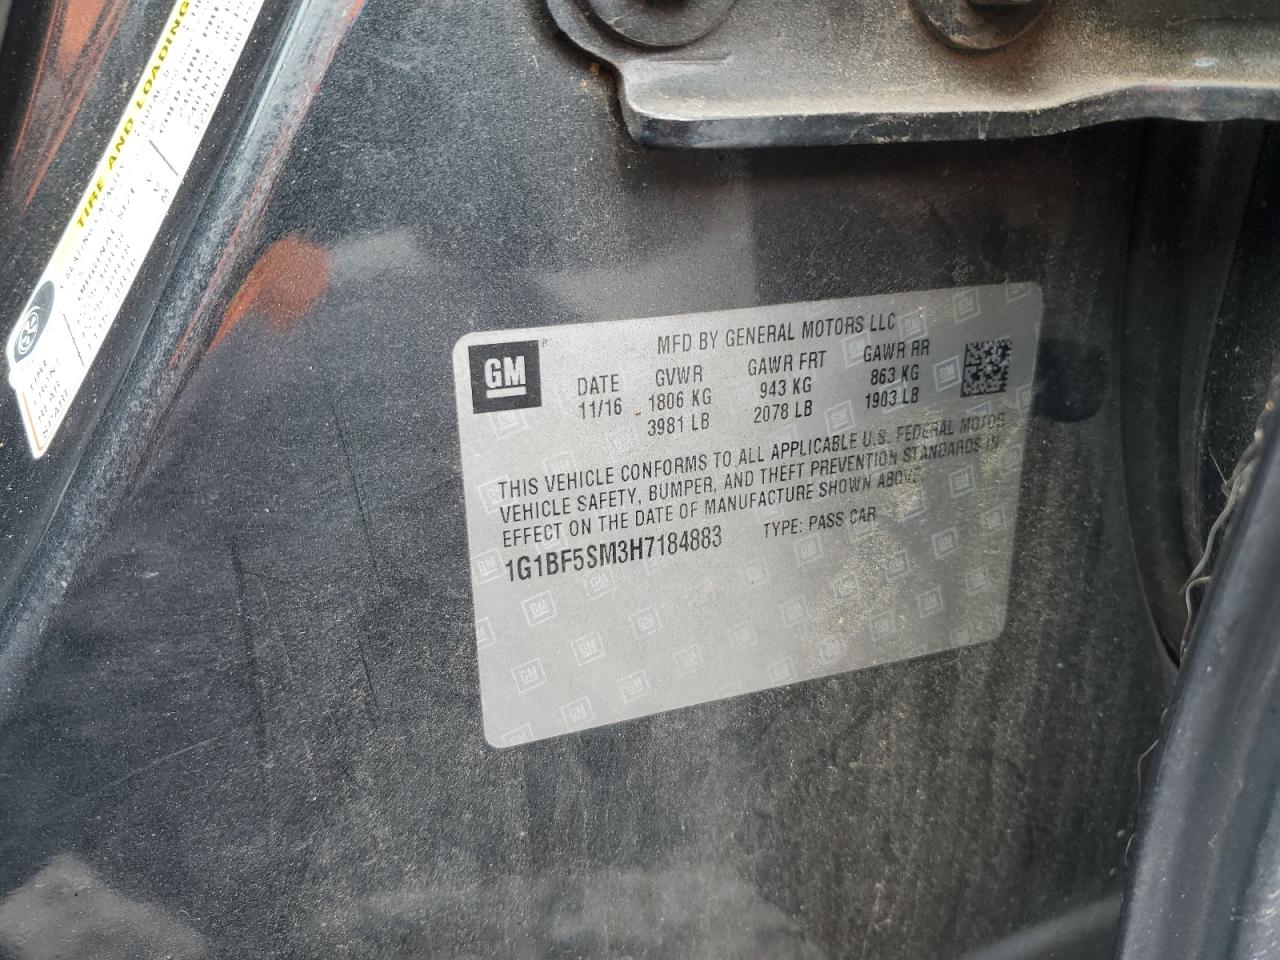 TIRE AND LOADING
GM
MFD BY GENERAL MOTORS LLC
DATE GVWR GAWR FRT GAWR RR
11/16 1806 KG 943 KG 863 KG
3981 LB 2078 LB 1903 LB
THIS VEHICLE CONFORMS TO ALL APPLICABLE U.S. FEDERAL MOTOR
VEHICLE SAFETY, BUMPER, AND THEFT PREVENTION STANDARDS IN
EFFECT ON THE DATE OF MANUFACTURE SHOWN ABOVE.
1G1BF5SM3H7184883 TYPE: PASS CAR